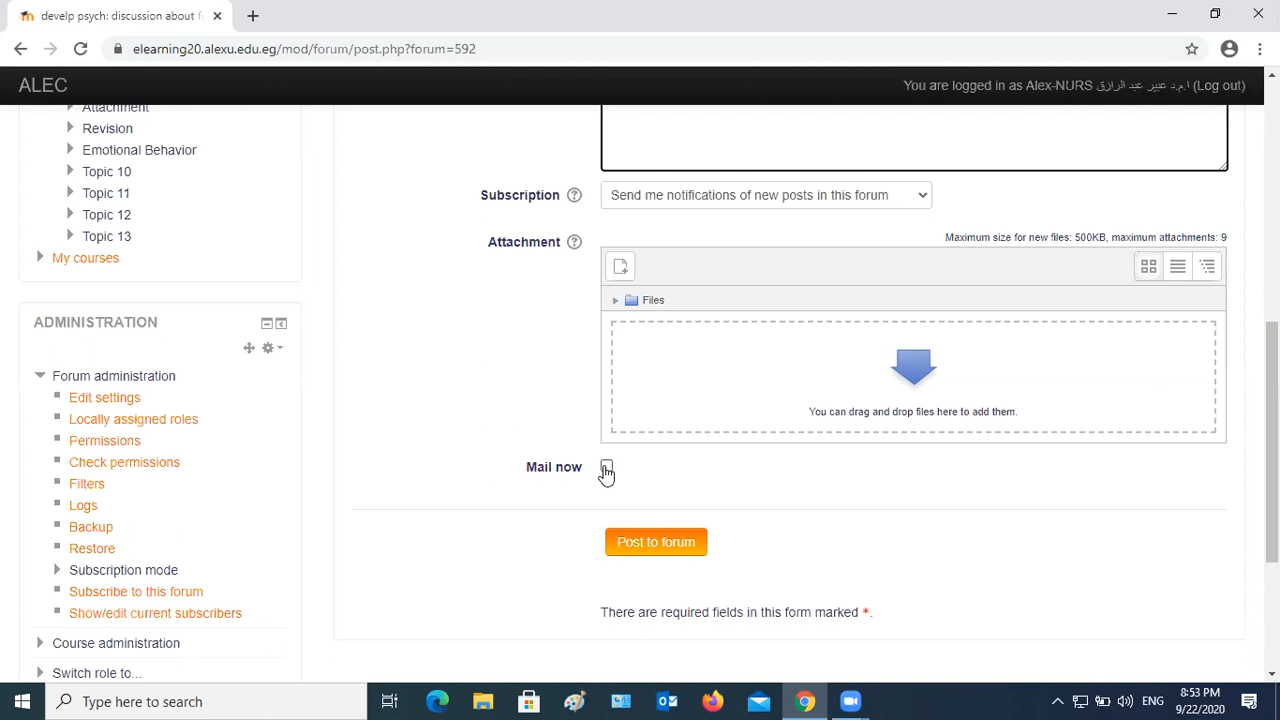 develp psych: discussion about f
elearning20.alexu.edu.eg/mod/forum/post.php?forum=592
ALEC
You are logged in as Alex-NURS ا.م.د عبير عبد الرازق (Log out)
Attachment
Revision
Emotional Behavior
Topic 10
Topic 11
Topic 12
Topic 13
My courses
ADMINISTRATION
Forum administration
Edit settings
Locally assigned roles
Permissions
Check permissions
Filters
Logs
Backup
Restore
Subscription mode
Subscribe to this forum
Show/edit current subscribers
Course administration
Switch role to...
Subscription
Send me notifications of new posts in this forum
Attachment
Maximum size for new files: 500KB, maximum attachments: 9
Files
You can drag and drop files here to add them.
Mail now
Post to forum
There are required fields in this form marked *.
Type here to search
ENG
8:53 PM
9/22/2020